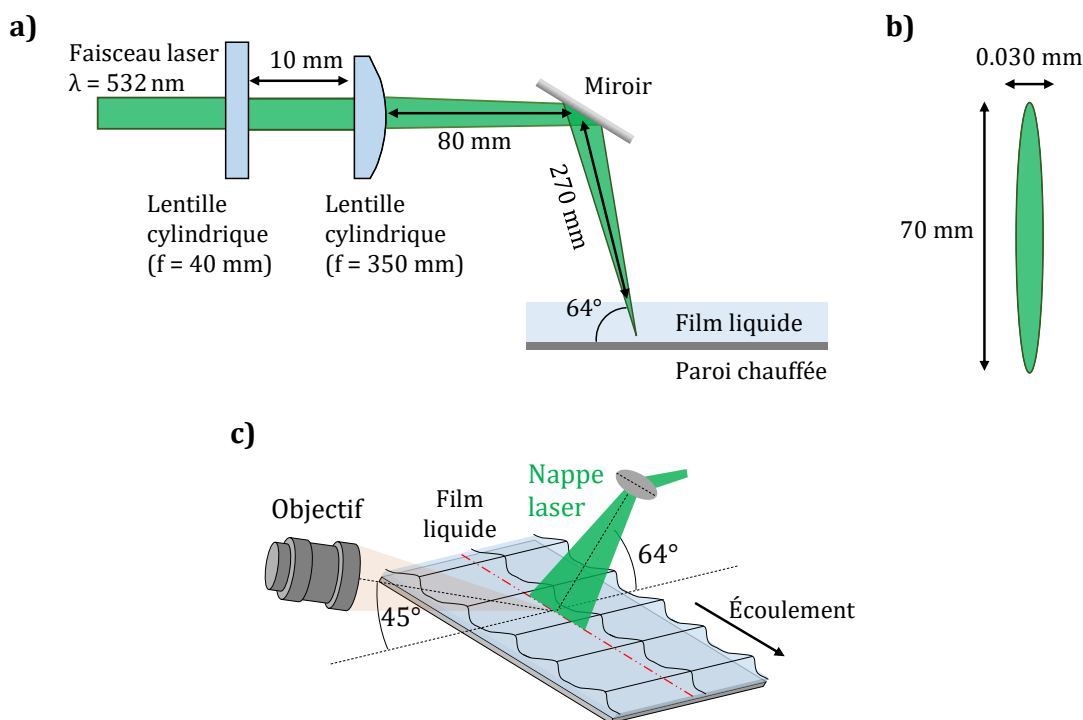 a)
Faisceau laser
λ = 532 nm
10 mm
Miroir
80 mm
270 mm
Lentille
cylindrique
(f = 40 mm)
Lentille
cylindrique
(f = 350 mm)
64°
Film liquide
Paroi chauffée
b)
0.030 mm
70 mm
c)
Nappe
laser
Objectif
Film
liquide
64°
45°
Écoulement